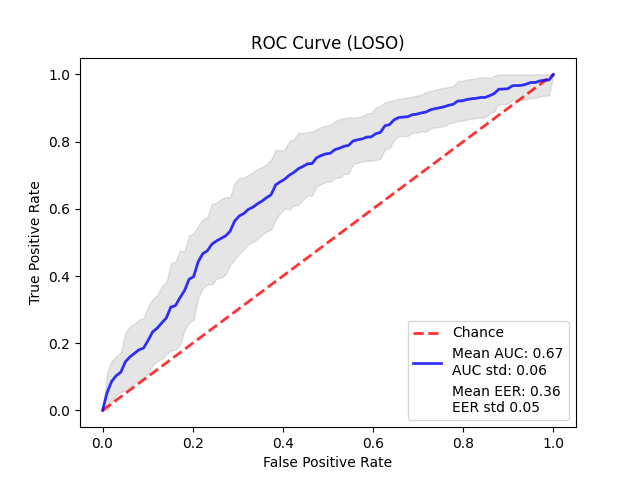 ROC Curve (LOSO)
True Positive Rate
1.0
0.8
0.6
0.4
0.2
0.0
0.0 0.2 0.4 0.6 0.8 1.0
False Positive Rate
Chance
Mean AUC: 0.67
AUC std: 0.06
Mean EER: 0.36
EER std 0.05